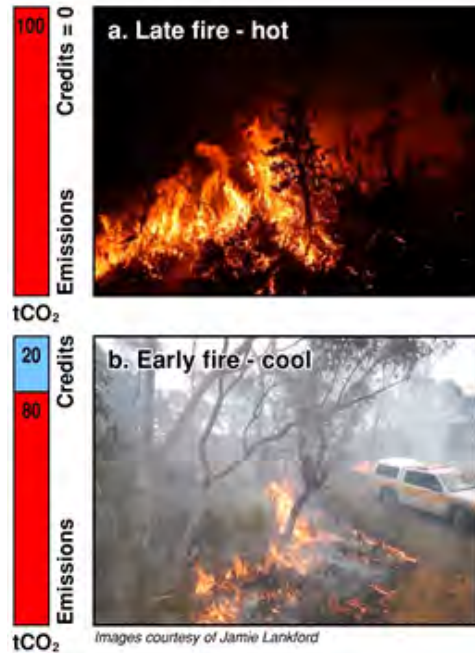 100
Credits = 0
Emissions
tCO₂
a. Late fire - hot
20
Credits
80
Emissions
tCO₂
b. Early fire - cool
Images courtesy of Jamie Lankford